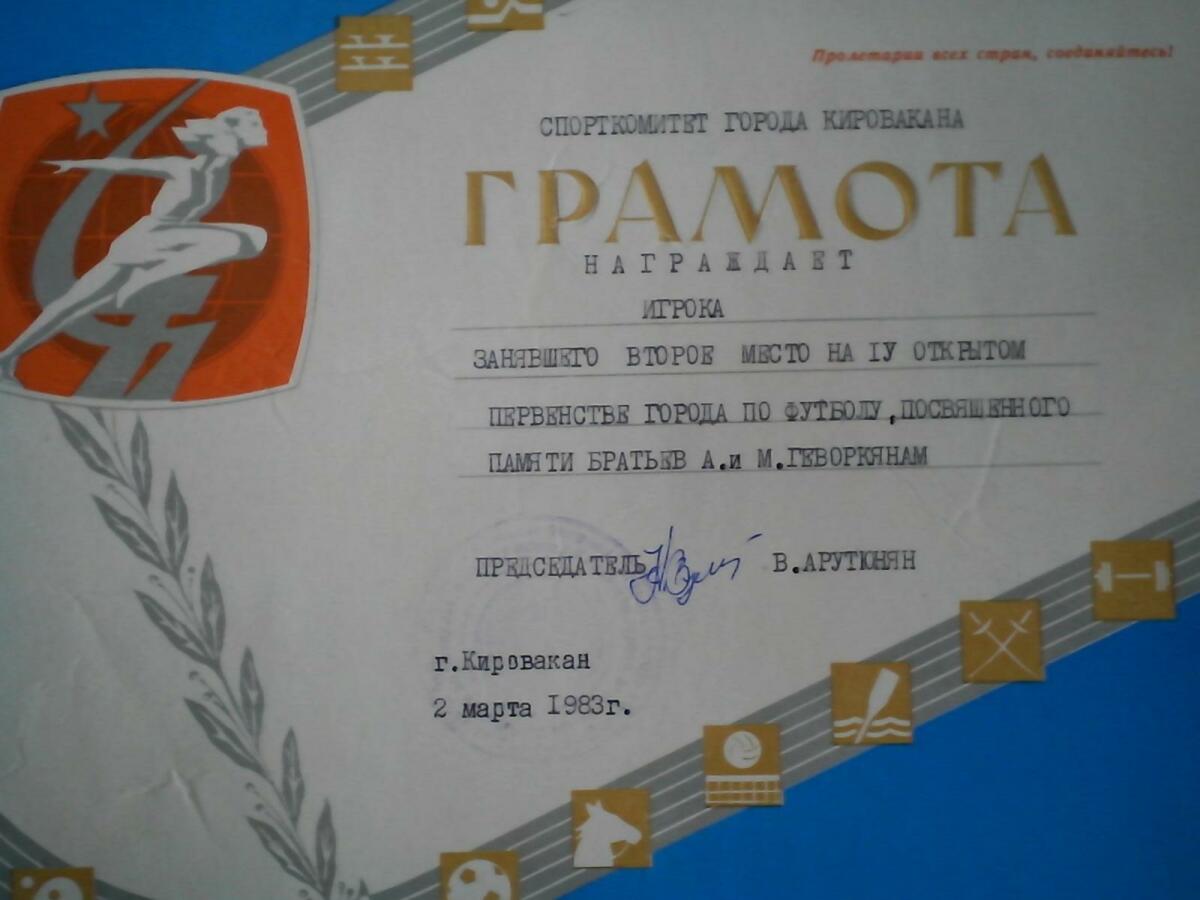 Пролетарии всех стран, соединяйтесь!
СПОРТКОМИТЕТ ГОРОДА КИРОВАКАНА
ГРАМОТА
НАГРАЖДАЕТ
ИГРОКА
ЗАНЯВШЕГО ВТОРОЕ МЕСТО НА IУ ОТКРЫТОМ
ПЕРВЕНСТВЕ ГОРОДА ПО ФУТБОЛУ,ПОСВЯЩЕННОГО
ПАМЯТИ БРАТЬЕВ А.и М.ГЕВОРКЯНАМ
ПРЕДСЕДАТЕЛЬ В.АРУТЮНЯН
г.Кировакан
2 марта 1983г.